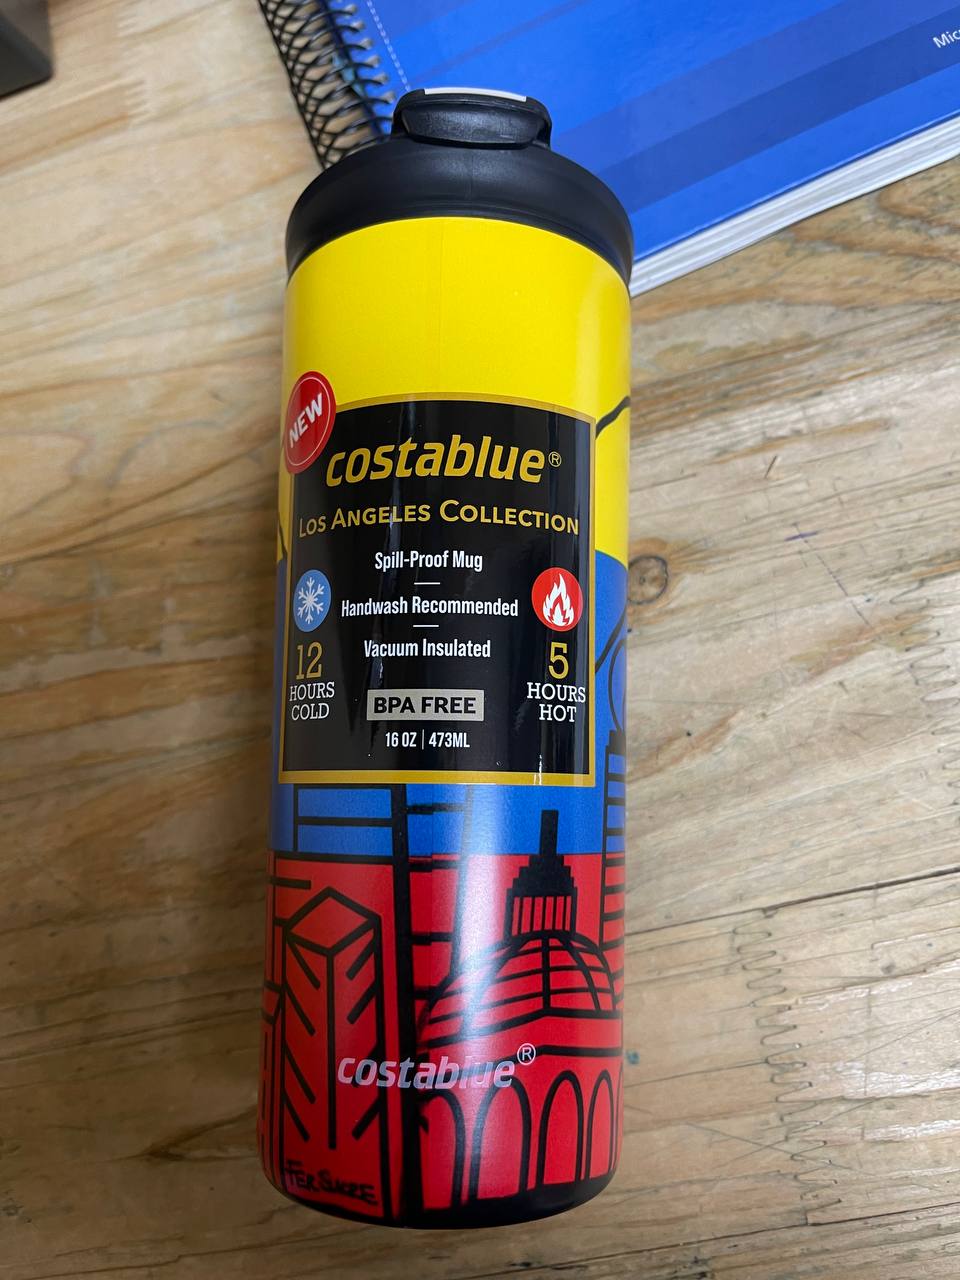 Mic
NEW
costablue®
LOS ANGELES COLLECTION
Spill-Proof Mug
Handwash Recommended
Vacuum Insulated
12
HOURS
COLD
5
HOURS
HOT
BPA FREE
16 OZ | 473ML
costablue®